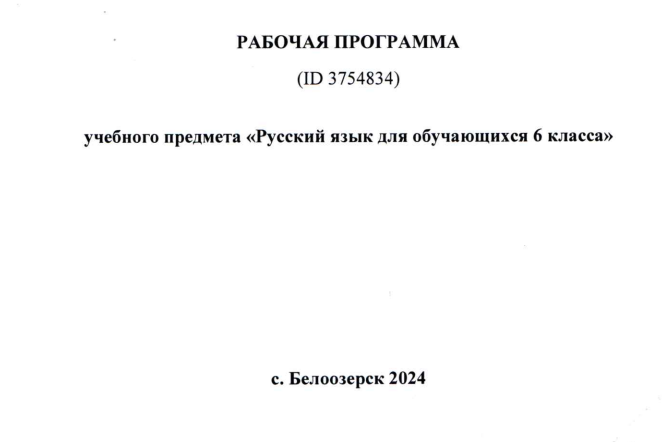 РАБОЧАЯ ПРОГРАММА
(ID 3754834)
учебного предмета «Русский язык для обучающихся 6 класса»
с. Белоозерск 2024